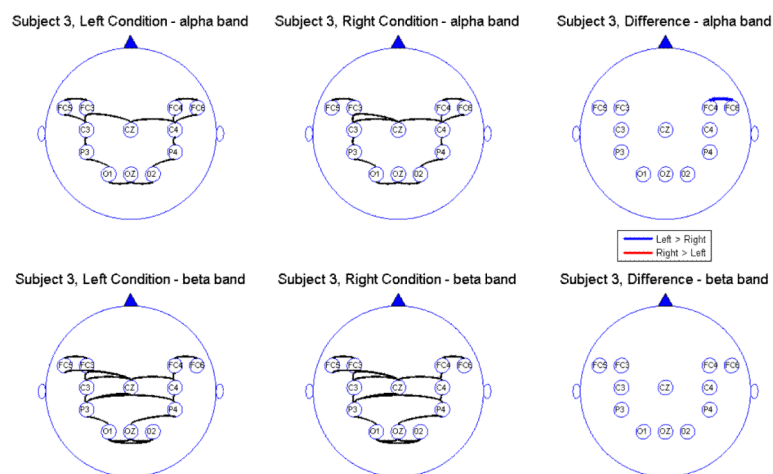 Subject 3, Left Condition - alpha band
Subject 3, Right Condition - alpha band
Subject 3, Difference - alpha band
FC5 FC3 FC4 FC6
C3 CZ C4
P3 P4
O1 OZ O2
FC5 FC3 FC4 FC6
C3 CZ C4
P3 P4
O1 OZ O2
FC5 FC3 FC4 FC6
C3 CZ C4
P3 P4
O1 OZ O2
Left > Right
Right > Left
Subject 3, Left Condition - beta band
Subject 3, Right Condition - beta band
Subject 3, Difference - beta band
FC5 FC3 FC4 FC6
C3 CZ C4
P3 P4
O1 OZ O2
FC5 FC3 FC4 FC6
C3 CZ C4
P3 P4
O1 OZ O2
FC5 FC3 FC4 FC6
C3 CZ C4
P3 P4
O1 OZ O2